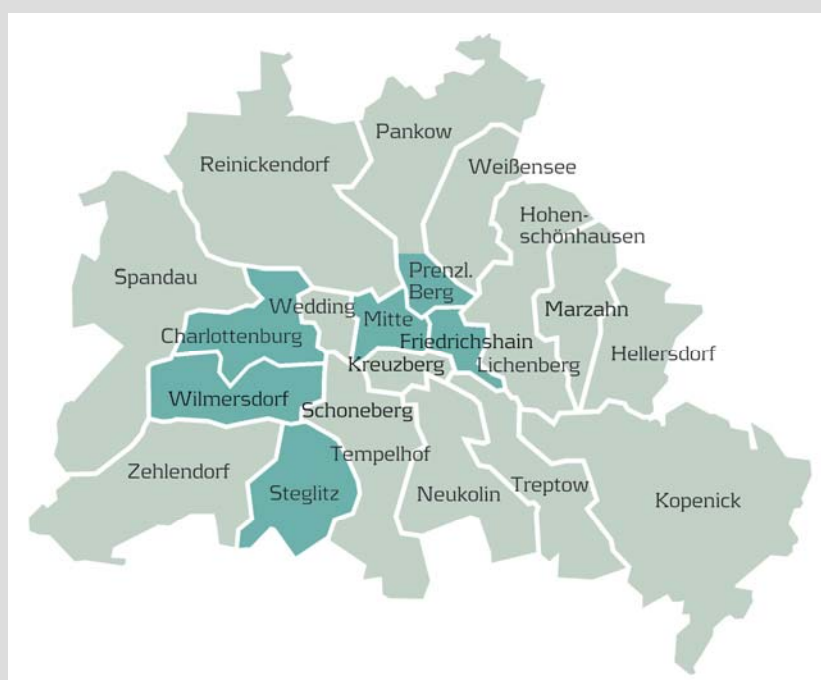 Pankow
Reinickendorf
Weißensee
Hohen-
schönhausen
Spandau
Prenzl.
Berg
Wedding
Mitte
Marzahn
Charlottenburg
Friedrichshain
Hellersdorf
Kreuzberg
Lichenberg
Wilmersdorf
Schoneberg
Tempelhof
Zehlendorf
Steglitz
Neukolin
Treptow
Kopenick